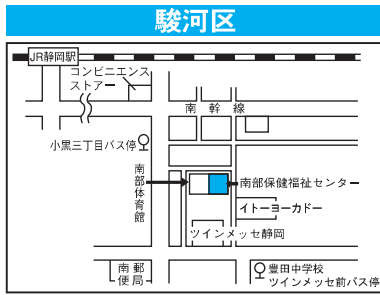 駿河区
JR静岡駅
コンビニエンス
ストアー
南幹線
小黒三丁目バス停
南部体育館
南部保健福祉センター
イトーヨーカドー
ツインメッセ静岡
南郵
便局
豊田中学校
ツインメッセ前バス停